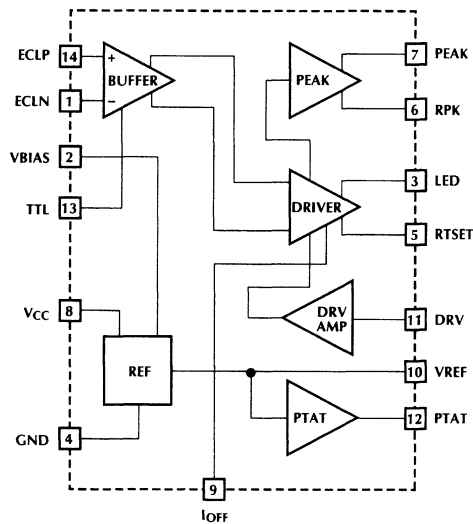 ECLP 14 + BUFFER PEAK 7 PEAK
ECLN 1 − 6 RPK
VBIAS 2
3 LED
TTL 13 DRIVER
5 RTSET
VCC 8
DRV AMP 11 DRV
REF 10 VREF
PTAT 12 PTAT
GND 4
9
IOFF